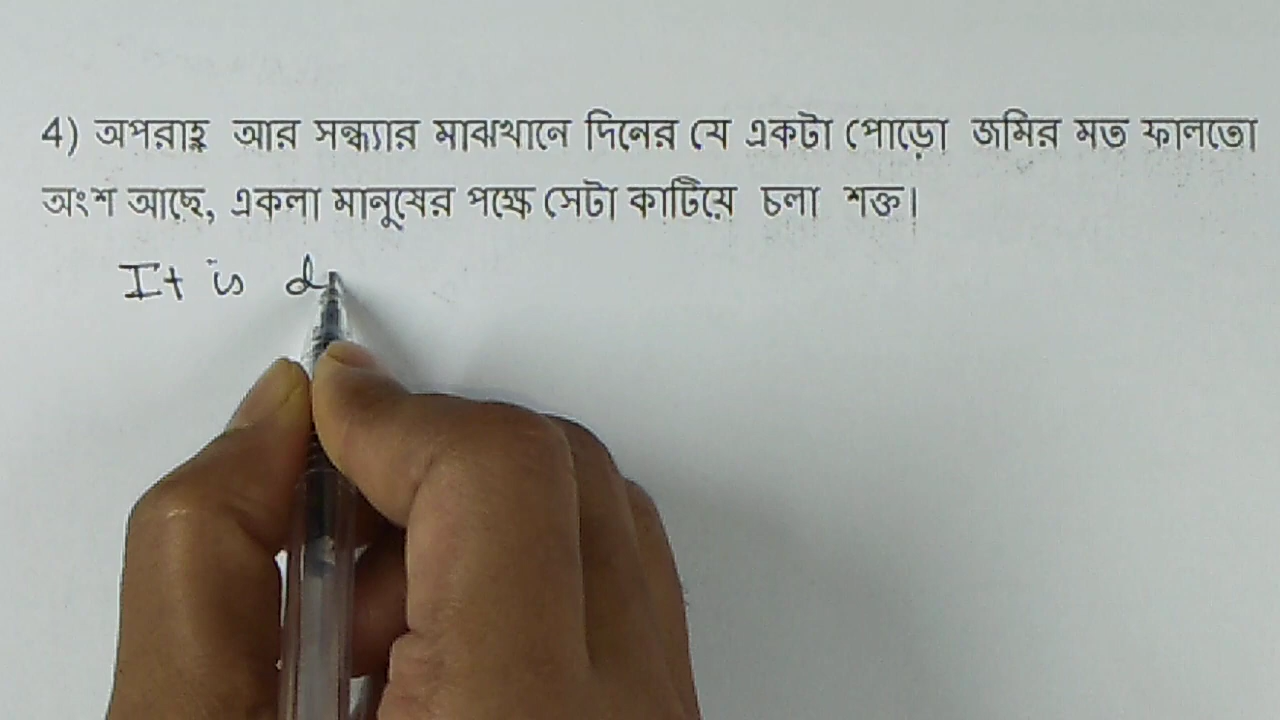 4) অপরাহ্ণ আর সন্ধ্যার মাঝখানে দিনের যে একটা পোড়ো জমির মত ফালতো
অংশ আছে, একলা মানুষের পক্ষে সেটা কাটিয়ে চলা শক্ত।
It is d